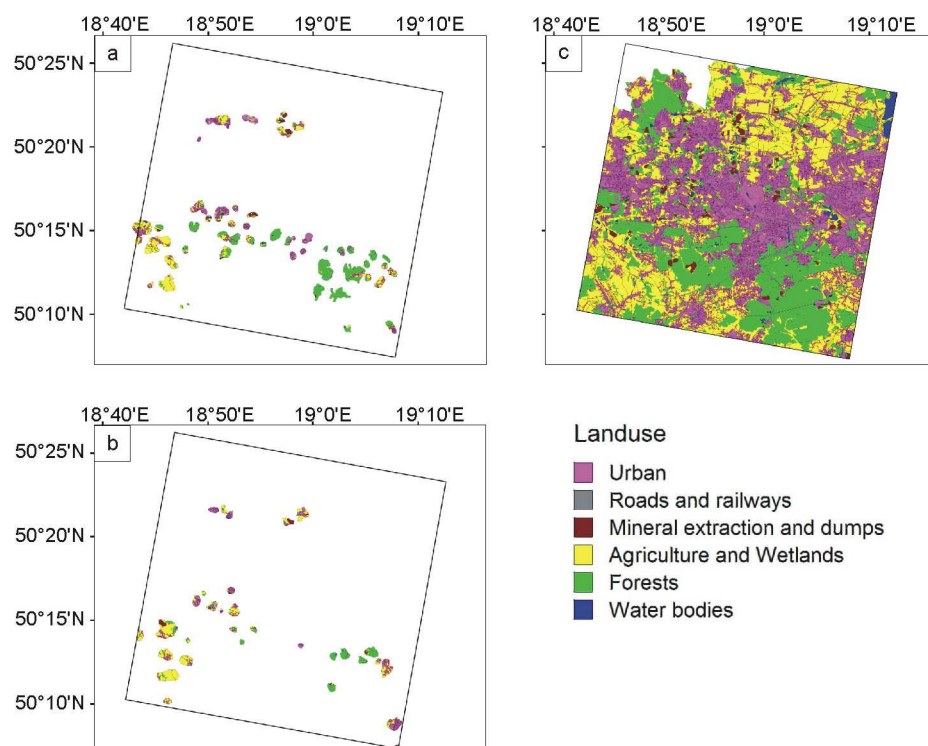 18°40'E 18°50'E 19°0'E 19°10'E
18°40'E 18°50'E 19°0'E 19°10'E
50°25'N
50°20'N
50°15'N
50°10'N
a
c
18°40'E 18°50'E 19°0'E 19°10'E
50°25'N
50°20'N
50°15'N
50°10'N
b
Landuse
Urban
Roads and railways
Mineral extraction and dumps
Agriculture and Wetlands
Forests
Water bodies